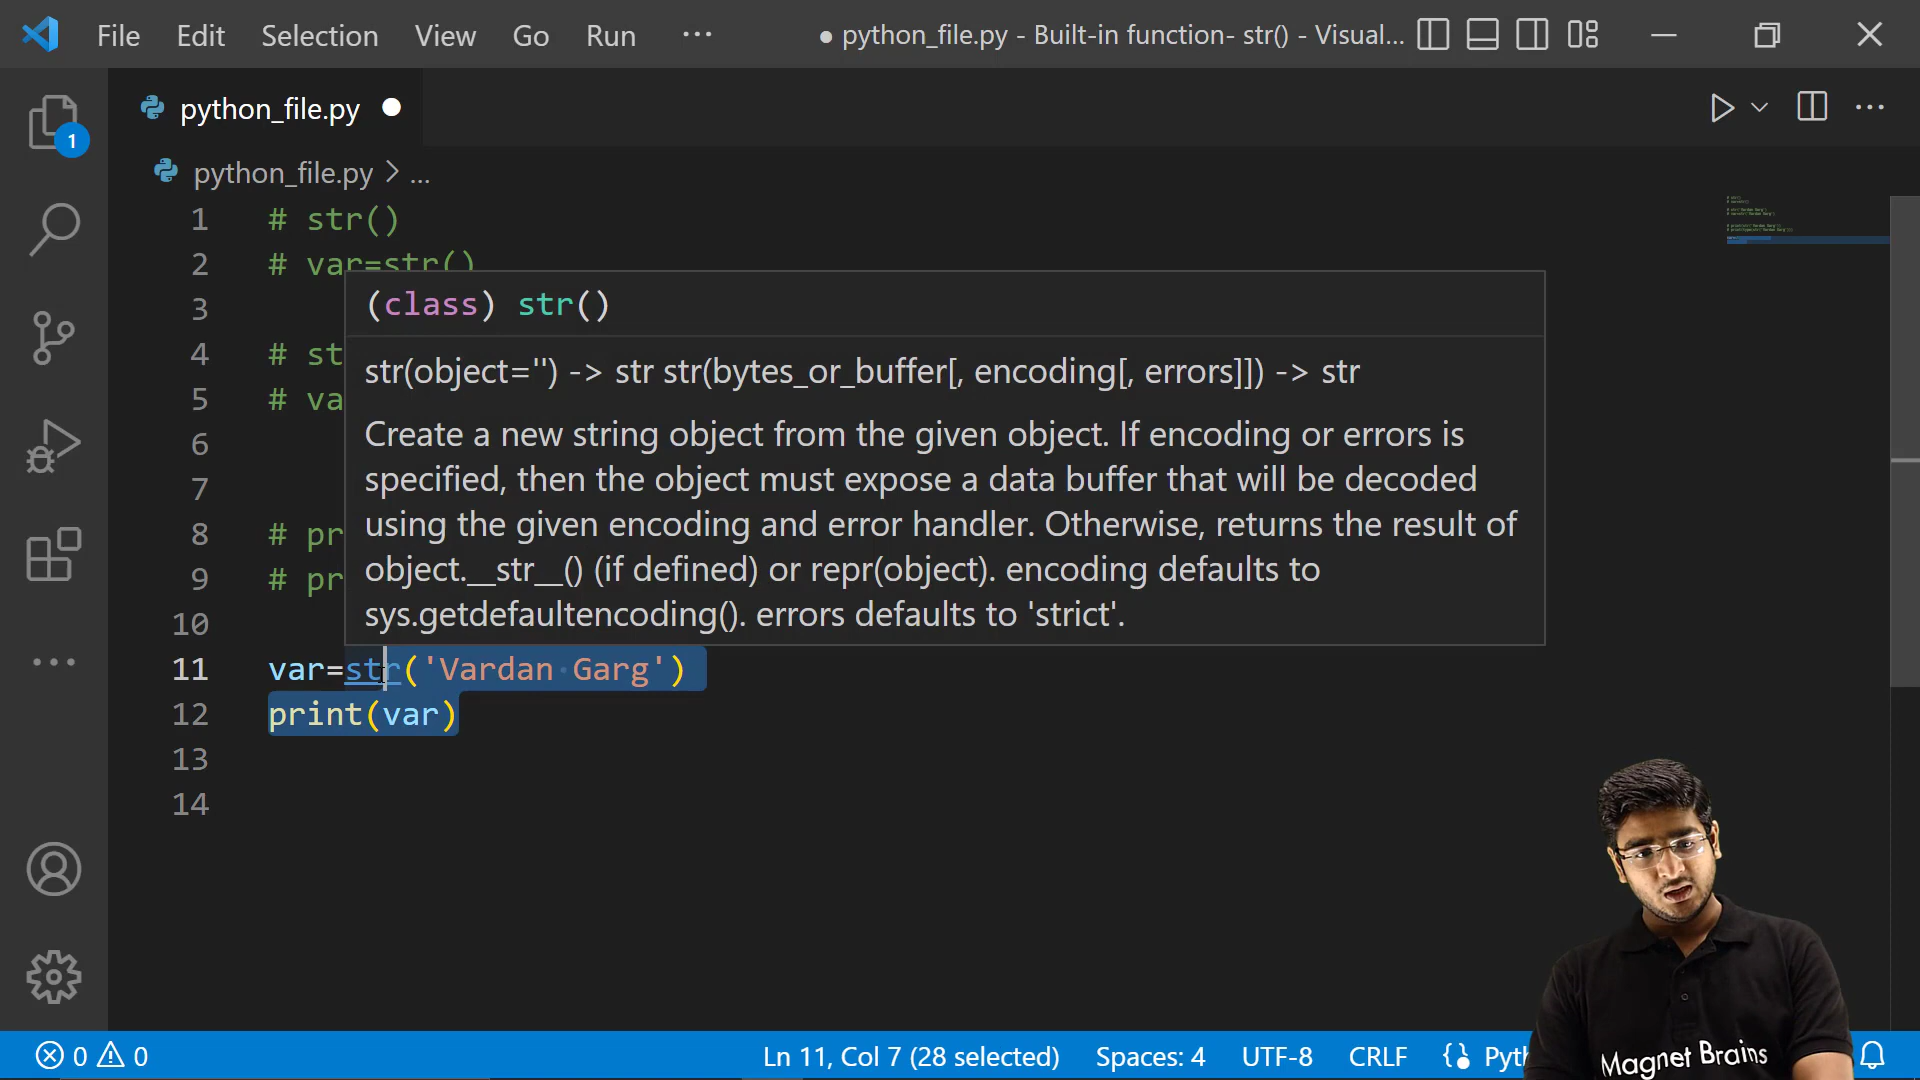 File Edit Selection View Go Run ... ● python_file.py - Built-in function- str() - Visual...
python_file.py ●
1
python_file.py > ...
1 # str()
2 # var=str()
3
(class) str()
4 # st
str(object='') -> str str(bytes_or_buffer[, encoding[, errors]]) -> str
5 # va
6 Create a new string object from the given object. If encoding or errors is
7 specified, then the object must expose a data buffer that will be decoded
8 # pr using the given encoding and error handler. Otherwise, returns the result of
9 # pr object.__str__() (if defined) or repr(object). encoding defaults to
10 sys.getdefaultencoding(). errors defaults to 'strict'.
11 var=str('Vardan·Garg')
12 print(var)
13
14
0 0 Ln 11, Col 7 (28 selected) Spaces: 4 UTF-8 CRLF Pyth
Magnet Brains